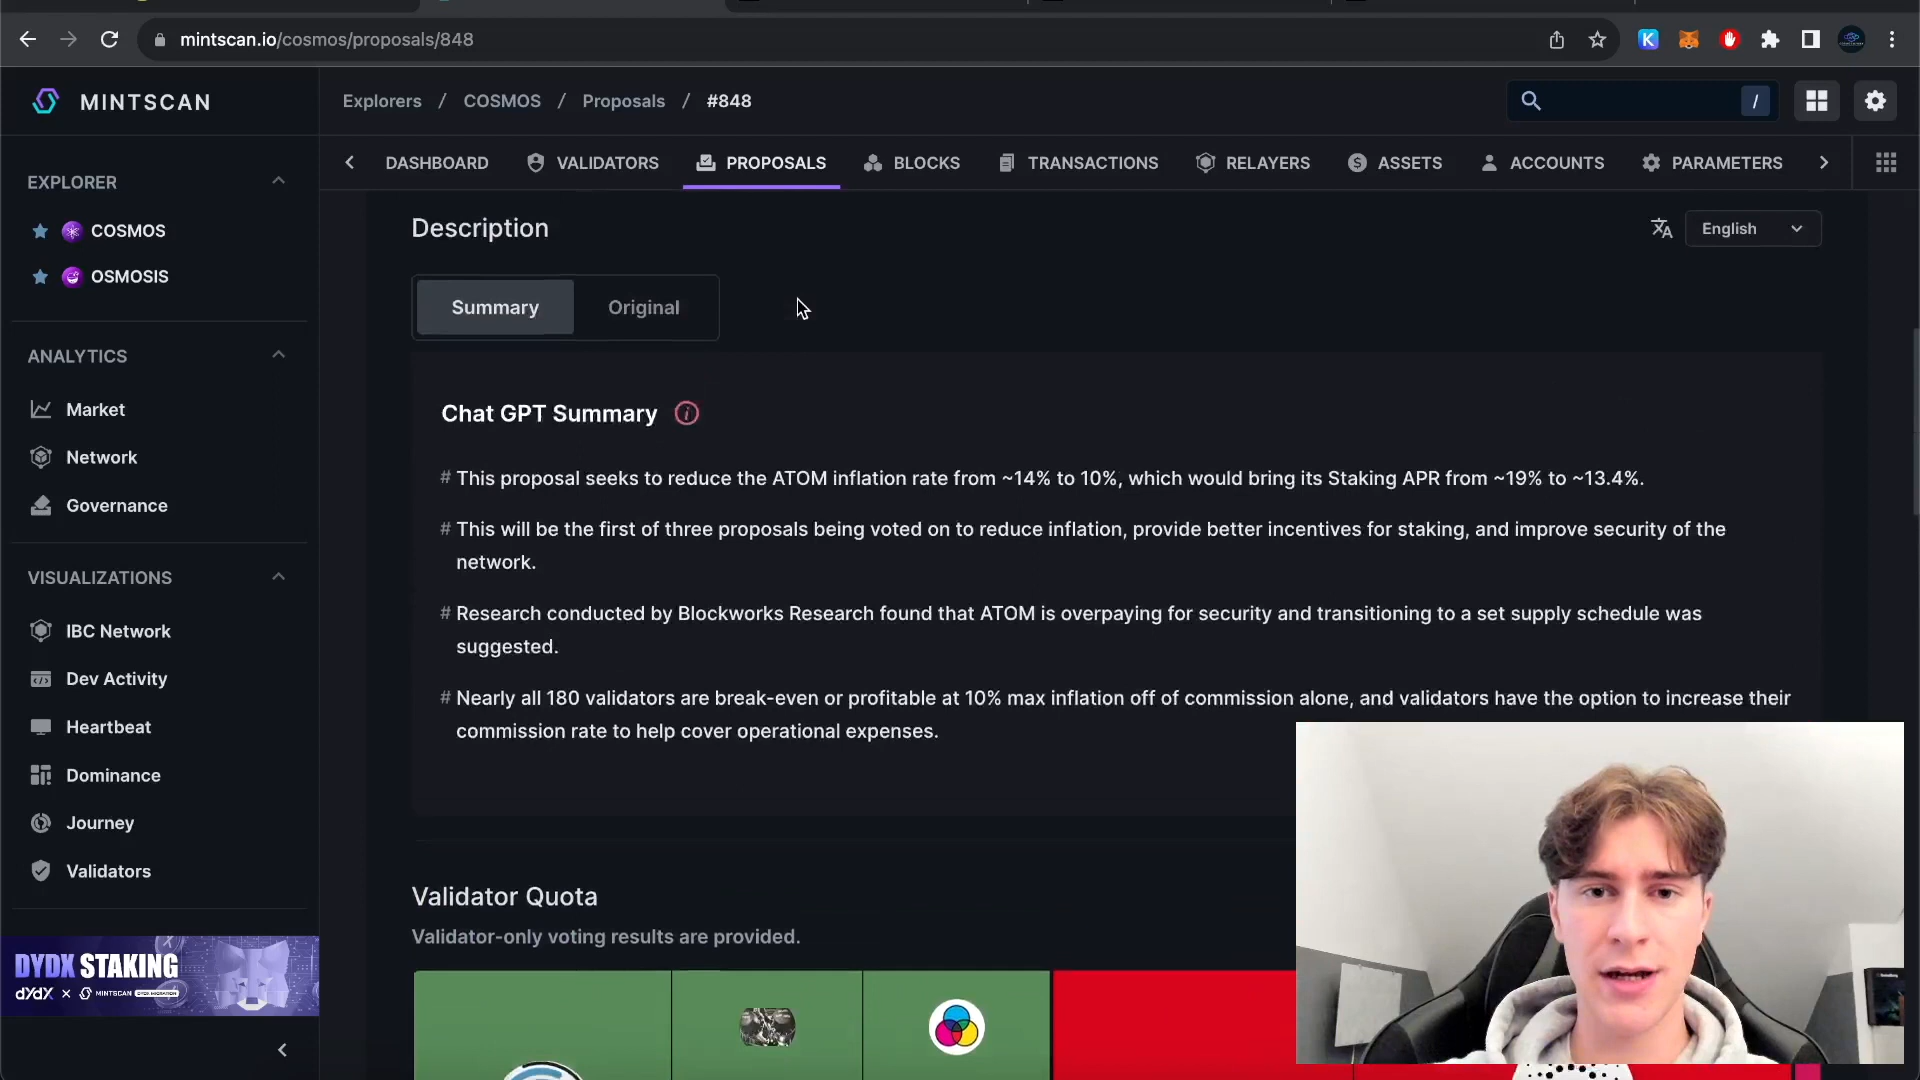 mintscan.io/cosmos/proposals/848
MINTSCAN
Explorers / COSMOS / Proposals / #848
/
DASHBOARD VALIDATORS PROPOSALS BLOCKS TRANSACTIONS RELAYERS ASSETS ACCOUNTS PARAMETERS
EXPLORER
COSMOS
OSMOSIS
ANALYTICS
Market
Network
Governance
VISUALIZATIONS
IBC Network
Dev Activity
Heartbeat
Dominance
Journey
Validators
DYDX STAKING
dYdX × MINTSCAN
Description
English
Summary Original
Chat GPT Summary
# This proposal seeks to reduce the ATOM inflation rate from ~14% to 10%, which would bring its Staking APR from ~19% to ~13.4%.
# This will be the first of three proposals being voted on to reduce inflation, provide better incentives for staking, and improve security of the
network.
# Research conducted by Blockworks Research found that ATOM is overpaying for security and transitioning to a set supply schedule was
suggested.
# Nearly all 180 validators are break-even or profitable at 10% max inflation off of commission alone, and validators have the option to increase their
commission rate to help cover operational expenses.
Validator Quota
Validator-only voting results are provided.